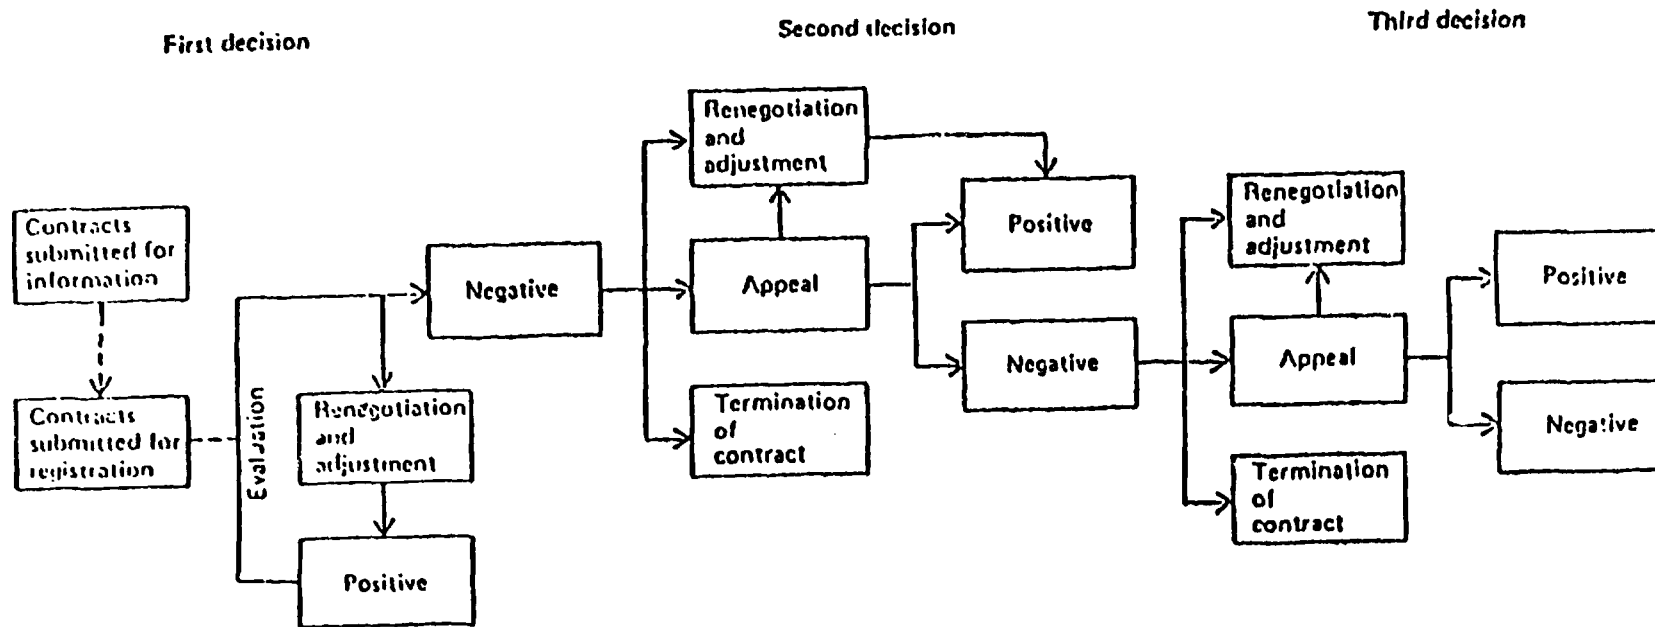 First decision
Second decision
Third decision
Contracts
submitted for
information
Contracts
submitted for
registration
Evaluation
Renegotiation
and
adjustment
Positive
Negative
Renegotiation
and
adjustment
Appeal
Termination
of
contract
Positive
Negative
Renegotiation
and
adjustment
Appeal
Termination
of
contract
Positive
Negative